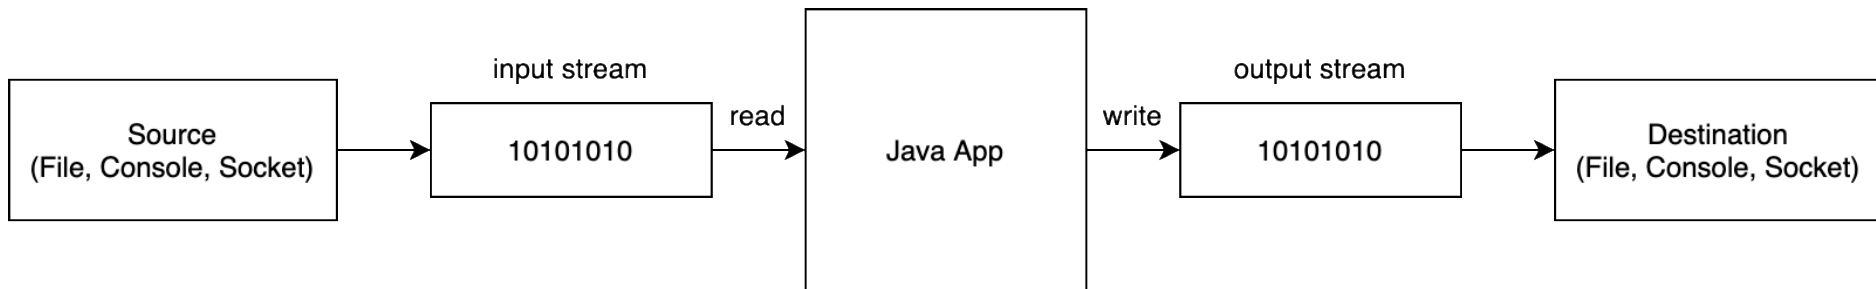 Source
(File, Console, Socket)
input stream
10101010
read
Java App
write
output stream
10101010
Destination
(File, Console, Socket)